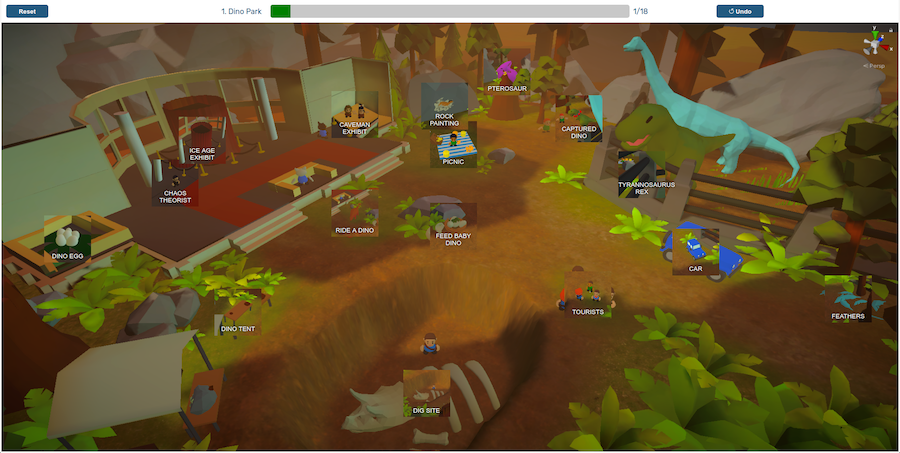 Reset
1. Dino Park
1/18
Undo
y
x
Persp
PTEROSAUR
ROCK
PAINTING
CAVEMAN
EXHIBIT
CAPTURED
DINO
ICE AGE
EXHIBIT
PICNIC
TYRANNOSAURUS
REX
CHAOS
THEORIST
RIDE A DINO
FEED BABY
DINO
DINO EGG
CAR
TOURISTS
FEATHERS
DINO TENT
DIG SITE